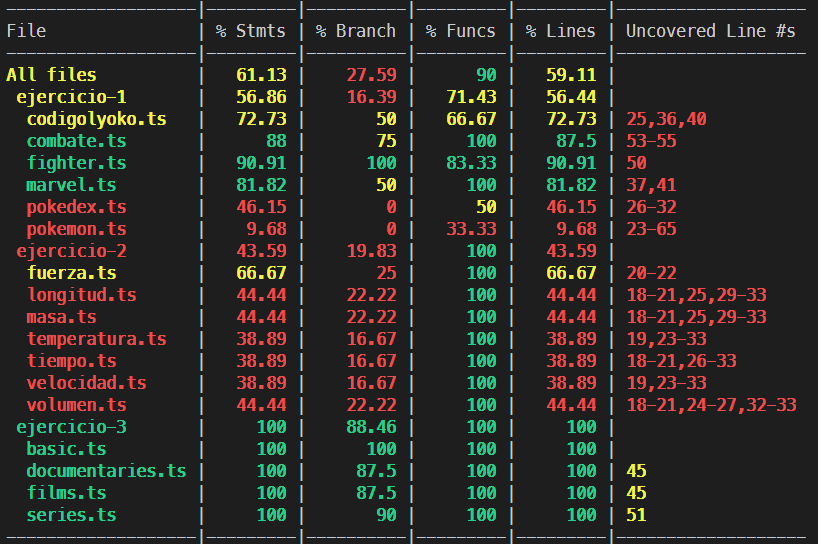 -------------------|---------|----------|---------|---------|-------------------
File               | % Stmts | % Branch | % Funcs | % Lines | Uncovered Line #s
-------------------|---------|----------|---------|---------|-------------------
All files          |   61.13 |    27.59 |      90 |   59.11 |
 ejercicio-1       |   56.86 |    16.39 |   71.43 |   56.44 |
  codigolyoko.ts   |   72.73 |       50 |   66.67 |   72.73 | 25,36,40
  combate.ts       |      88 |       75 |     100 |    87.5 | 53-55
  fighter.ts       |   90.91 |      100 |   83.33 |   90.91 | 50
  marvel.ts        |   81.82 |       50 |     100 |   81.82 | 37,41
  pokedex.ts       |   46.15 |        0 |      50 |   46.15 | 26-32
  pokemon.ts       |    9.68 |        0 |   33.33 |    9.68 | 23-65
 ejercicio-2       |   43.59 |    19.83 |     100 |   43.59 |
  fuerza.ts        |   66.67 |       25 |     100 |   66.67 | 20-22
  longitud.ts      |   44.44 |    22.22 |     100 |   44.44 | 18-21,25,29-33
  masa.ts          |   44.44 |    22.22 |     100 |   44.44 | 18-21,25,29-33
  temperatura.ts   |   38.89 |    16.67 |     100 |   38.89 | 19,23-33
  tiempo.ts        |   38.89 |    16.67 |     100 |   38.89 | 18-21,26-33
  velocidad.ts     |   38.89 |    16.67 |     100 |   38.89 | 19,23-33
  volumen.ts       |   44.44 |    22.22 |     100 |   44.44 | 18-21,24-27,32-33
 ejercicio-3       |     100 |    88.46 |     100 |     100 |
  basic.ts         |     100 |      100 |     100 |     100 |
  documentaries.ts |     100 |     87.5 |     100 |     100 | 45
  films.ts         |     100 |     87.5 |     100 |     100 | 45
  series.ts        |     100 |       90 |     100 |     100 | 51
-------------------|---------|----------|---------|---------|-------------------